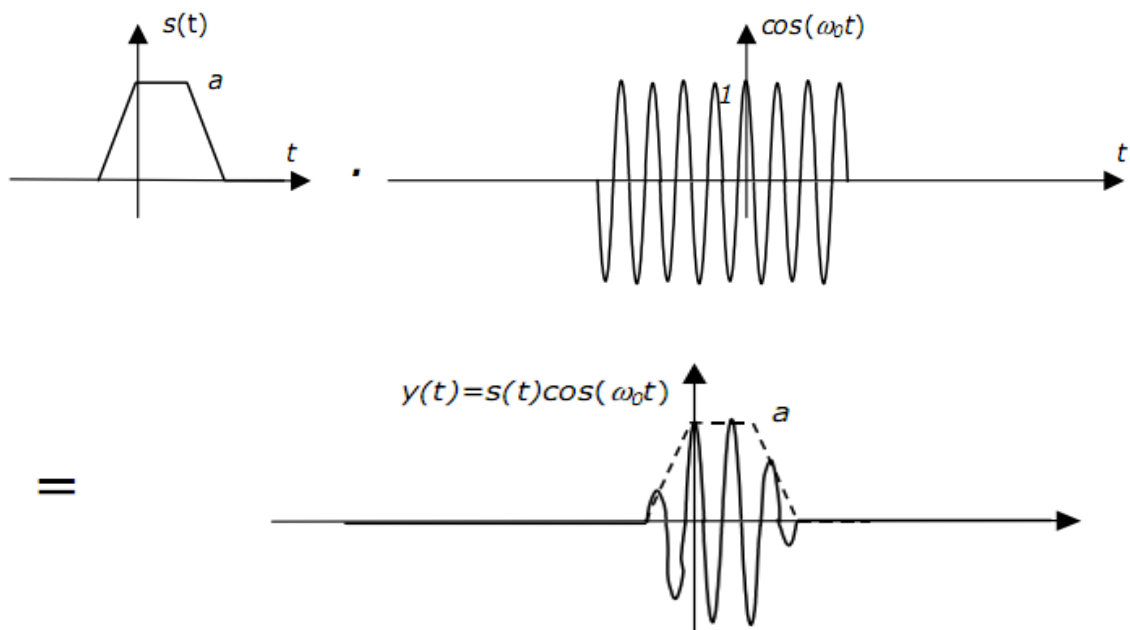 s(t)
cos(ω₀t)
a
1
t
t
.
y(t)=s(t)cos(ω₀t)
a
=